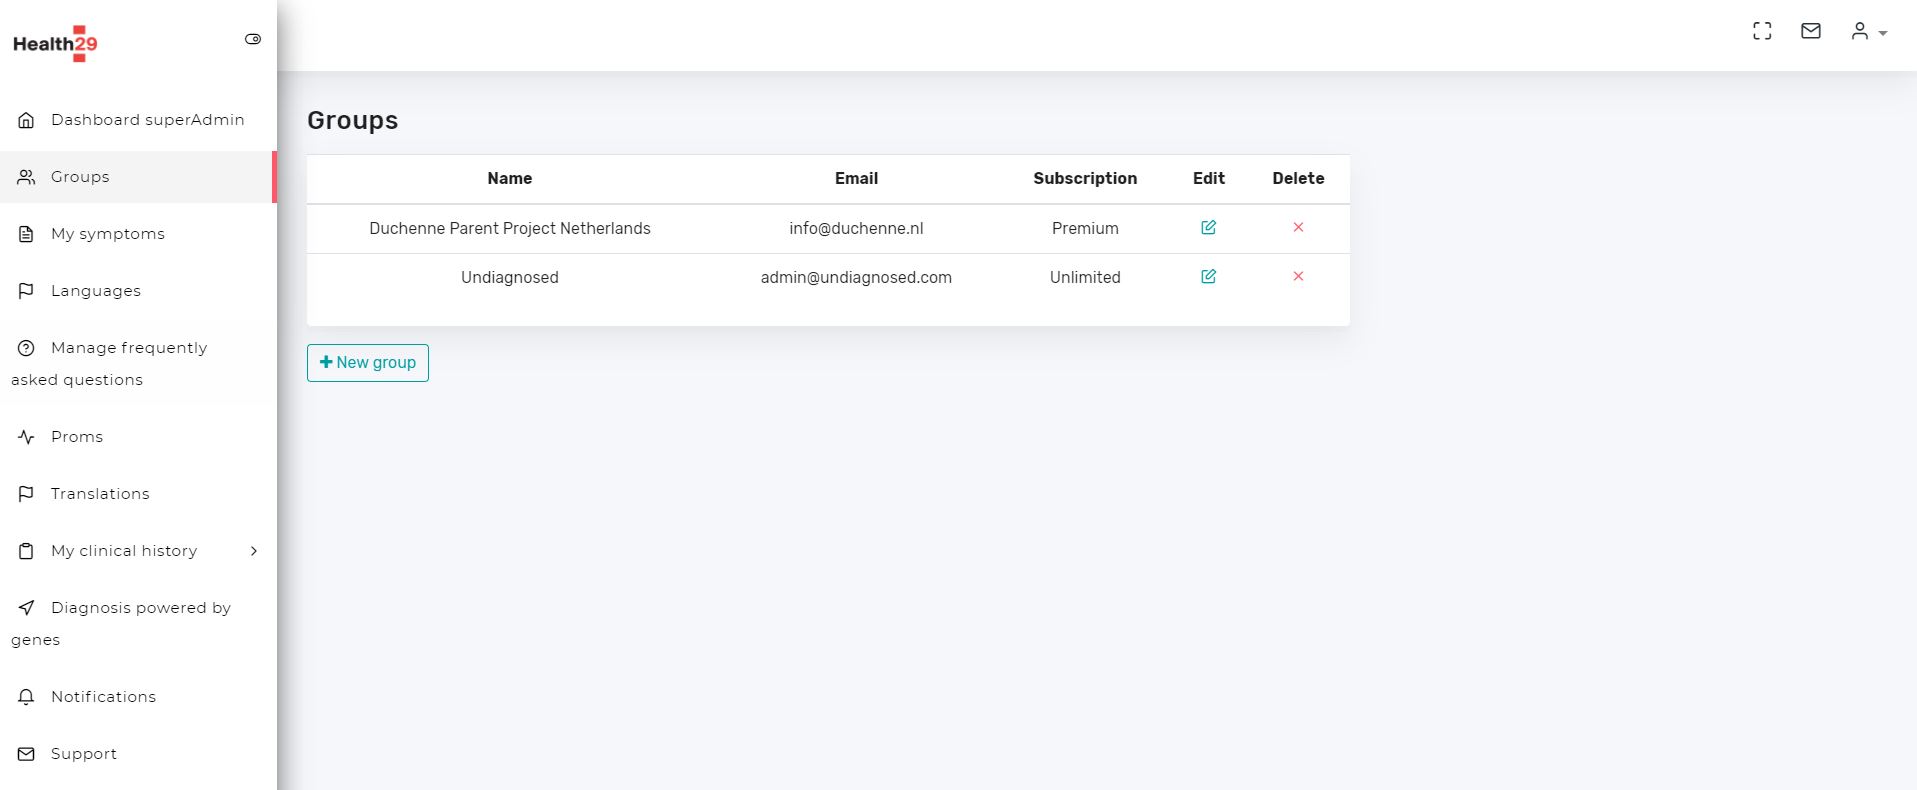 Health29
Dashboard superAdmin
Groups
My symptoms
Languages
Manage frequently
asked questions
Proms
Translations
My clinical history
Diagnosis powered by
genes
Notifications
Support
Groups
Name Email Subscription Edit Delete
Duchenne Parent Project Netherlands info@duchenne.nl Premium
Undiagnosed admin@undiagnosed.com Unlimited
New group